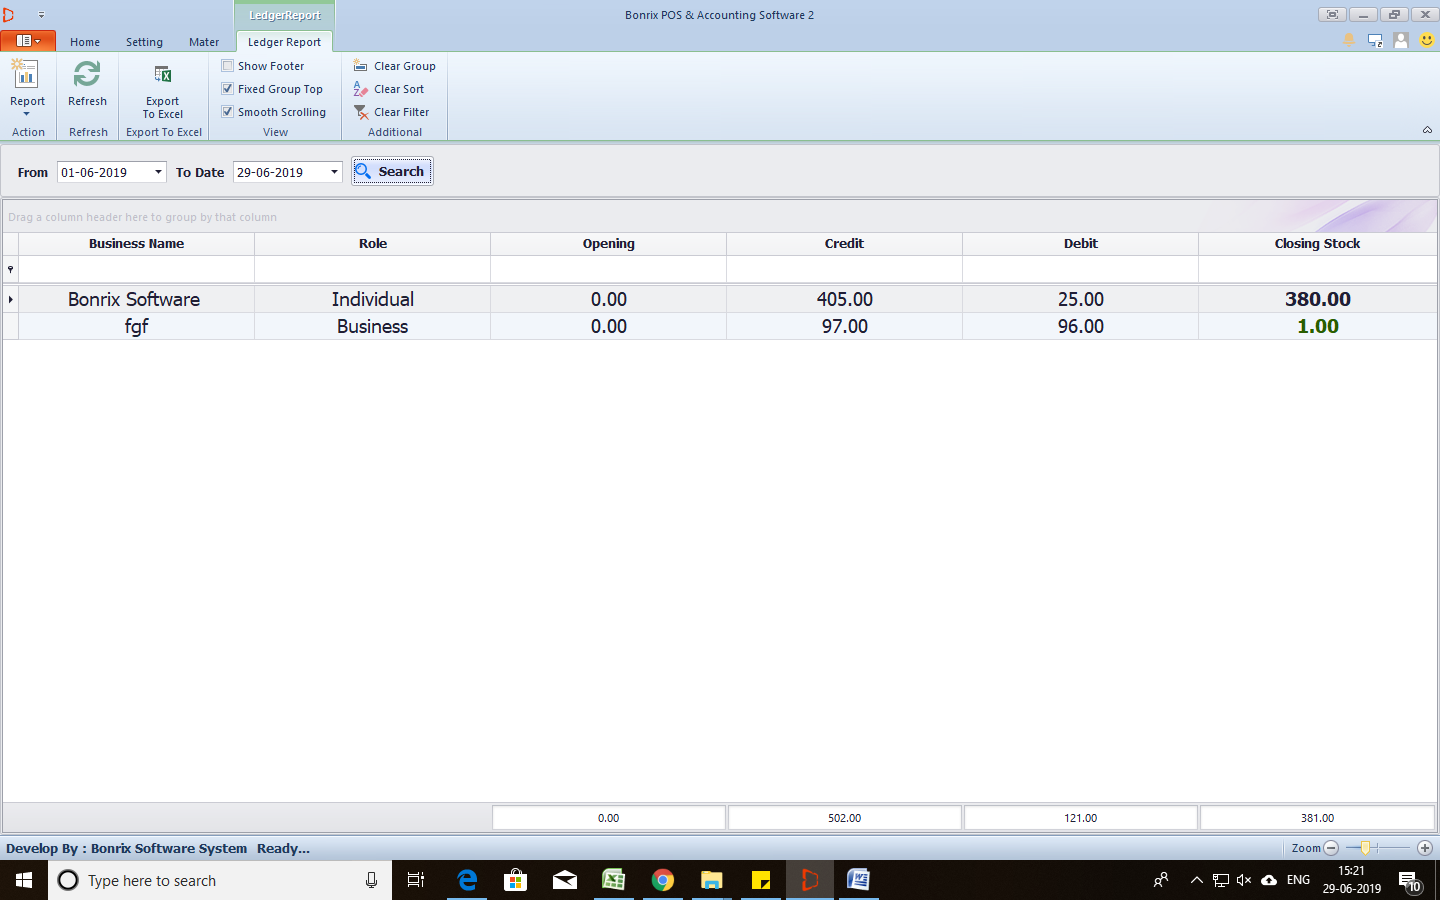 LedgerReport
Bonrix POS & Accounting Software 2
Home Setting Mater Ledger Report
Report
Action
Refresh
Refresh
Export
To Excel
Export To Excel
Show Footer
Fixed Group Top
Smooth Scrolling
View
Clear Group
Clear Sort
Clear Filter
Additional
From 01-06-2019 To Date 29-06-2019 Search
Drag a column header here to group by that column
Business Name Role Opening Credit Debit Closing Stock
Bonrix Software Individual 0.00 405.00 25.00 380.00
fgf Business 0.00 97.00 96.00 1.00
0.00 502.00 121.00 381.00
Develop By : Bonrix Software System Ready... Zoom
Type here to search
ENG
15:21
29-06-2019
10